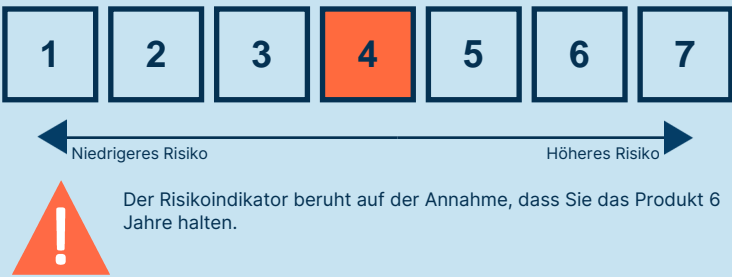 1 2 3 4 5 6 7
Niedrigeres Risiko Höheres Risiko
Der Risikoindikator beruht auf der Annahme, dass Sie das Produkt 6
Jahre halten.
!